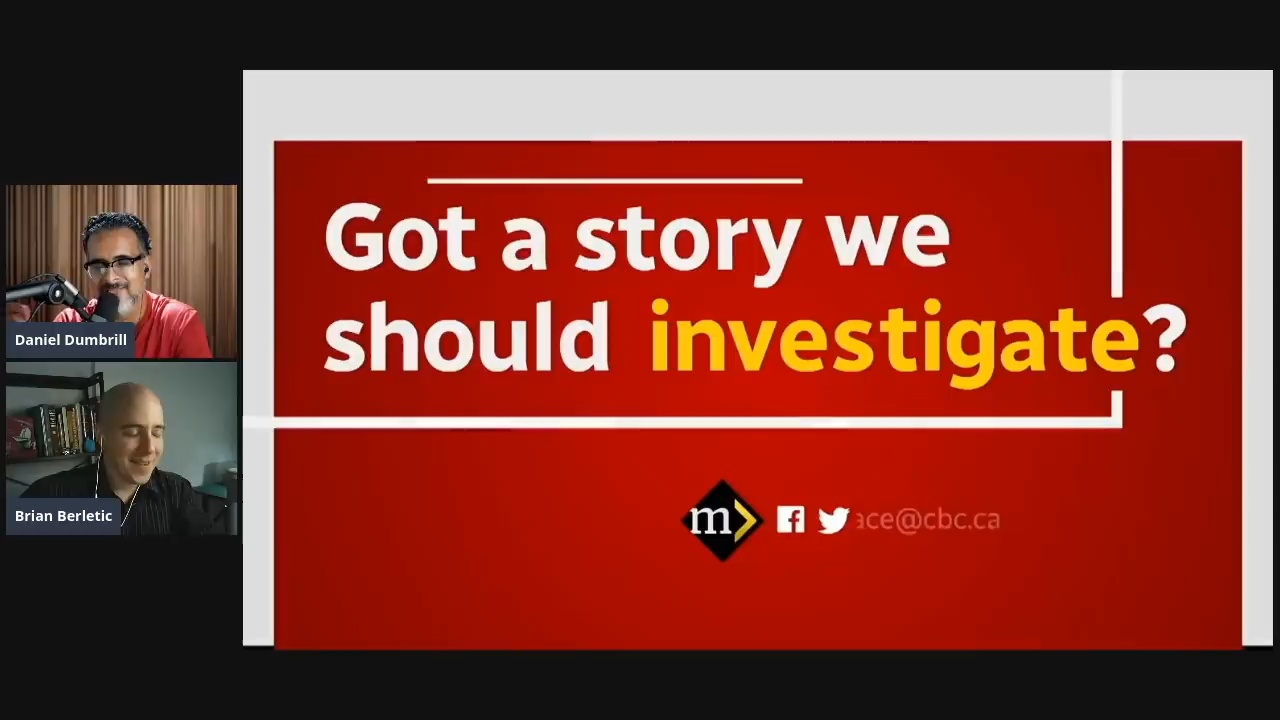 Got a story we
should investigate?
Daniel Dumbrill
m
ace@cbc.ca
Brian Berletic